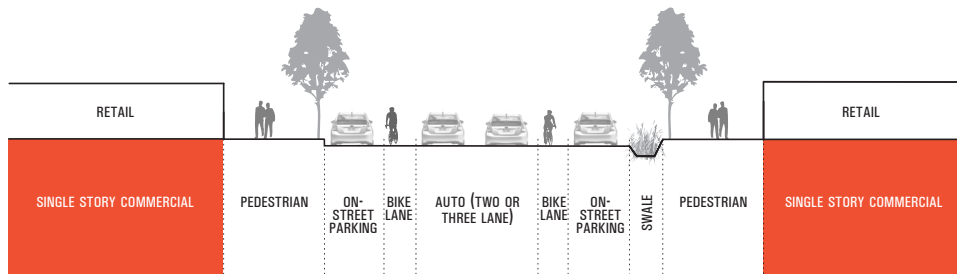 RETAIL
RETAIL
SINGLE STORY COMMERCIAL
PEDESTRIAN
ON-
STREET
PARKING
BIKE
LANE
AUTO (TWO OR
THREE LANE)
BIKE
LANE
ON-
STREET
PARKING
SWALE
PEDESTRIAN
SINGLE STORY COMMERCIAL